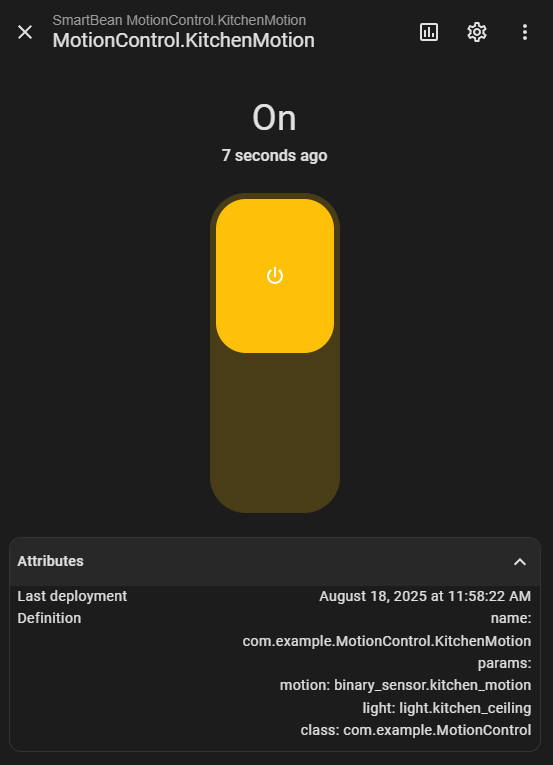 SmartBean MotionControl.KitchenMotion
MotionControl.KitchenMotion
On
7 seconds ago
Attributes
Last deployment August 18, 2025 at 11:58:22 AM
Definition name:
com.example.MotionControl.KitchenMotion
params:
motion: binary_sensor.kitchen_motion
light: light.kitchen_ceiling
class: com.example.MotionControl